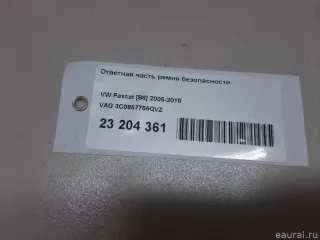 Ответная часть ремня безопасности
VW Passat [B6] 2005-2010
VAG 3C0857756QVZ
23 204 361
eaural.ru